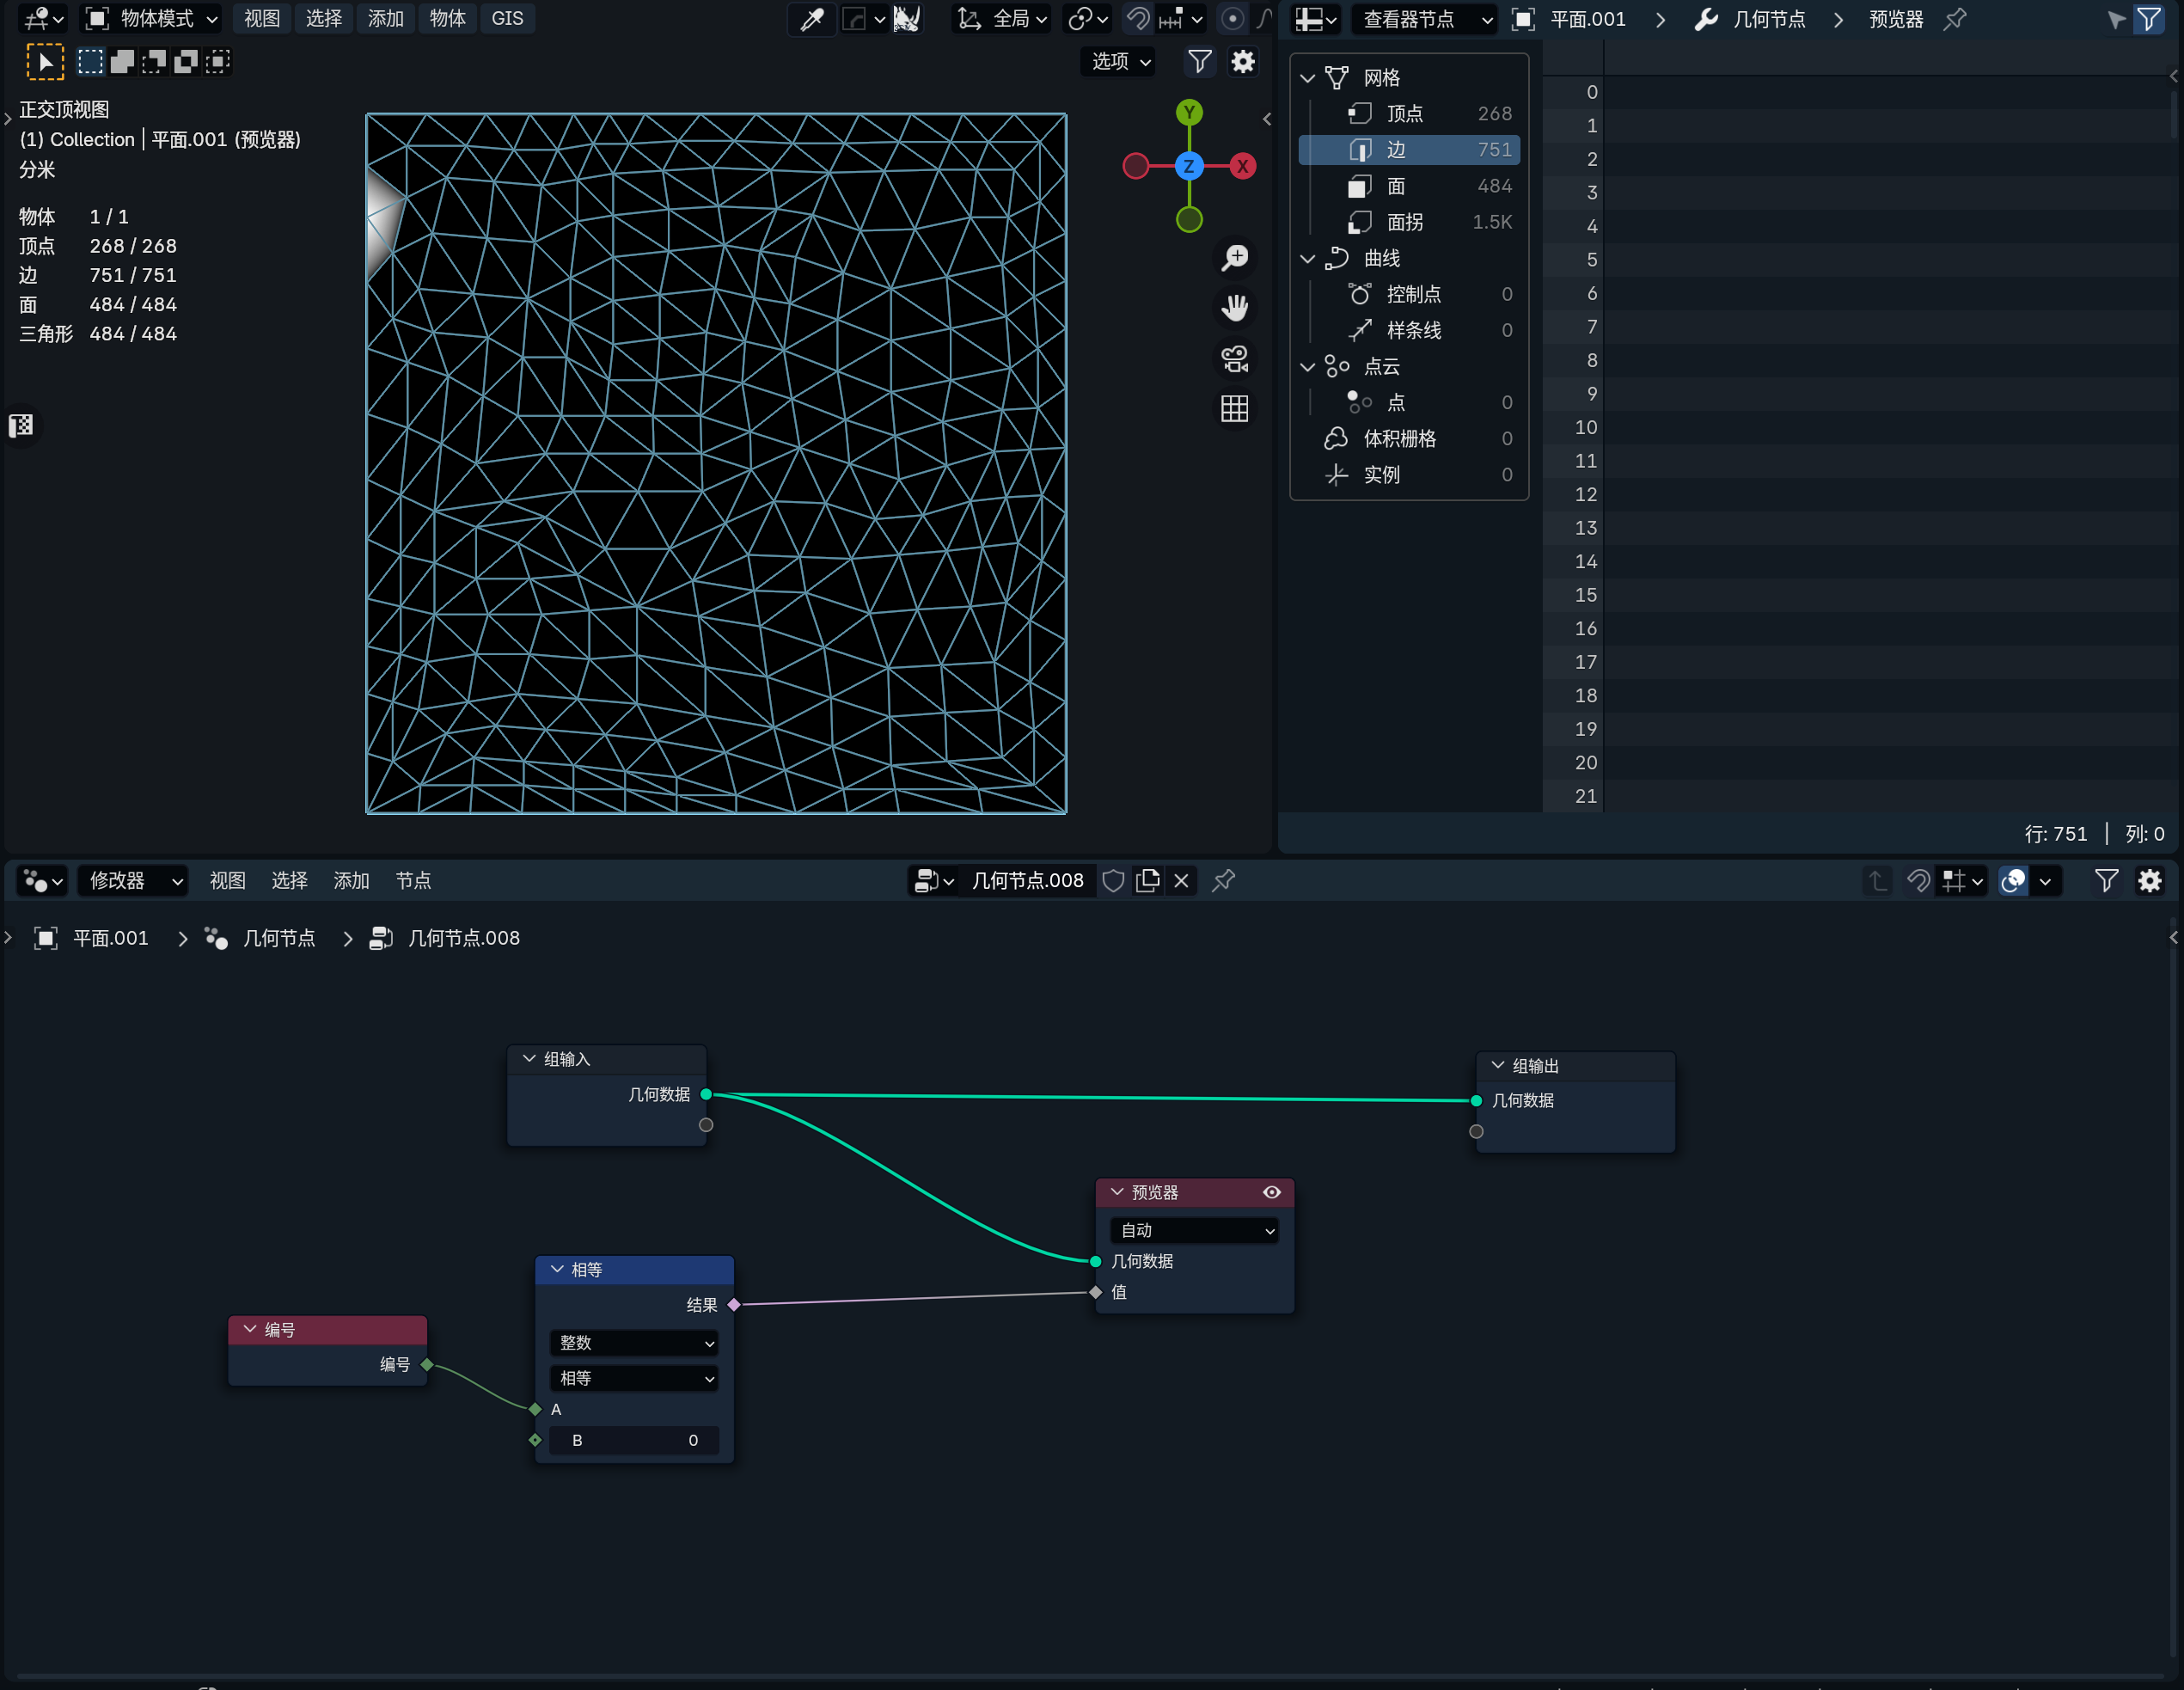 物体模式 视图 选择 添加 物体 GIS 全局
选项
正交顶视图
(1) Collection | 平面.001 (预览器)
分米
物体 1 / 1
顶点 268 / 268
边 751 / 751
面 484 / 484
三角形 484 / 484
Y
Z
X
查看器节点 平面.001 几何节点 预览器
网格
顶点 268
边 751
面 484
面拐 1.5K
曲线
控制点 0
样条线 0
点云
点 0
体积栅格 0
实例 0
0
1
2
3
4
5
6
7
8
9
10
11
12
13
14
15
16
17
18
19
20
21
行: 751 | 列: 0
修改器 视图 选择 添加 节点 几何节点.008
平面.001 几何节点 几何节点.008
组输入
几何数据
组输出
几何数据
预览器
自动
几何数据
值
相等
结果
整数
相等
A
B 0
编号
编号